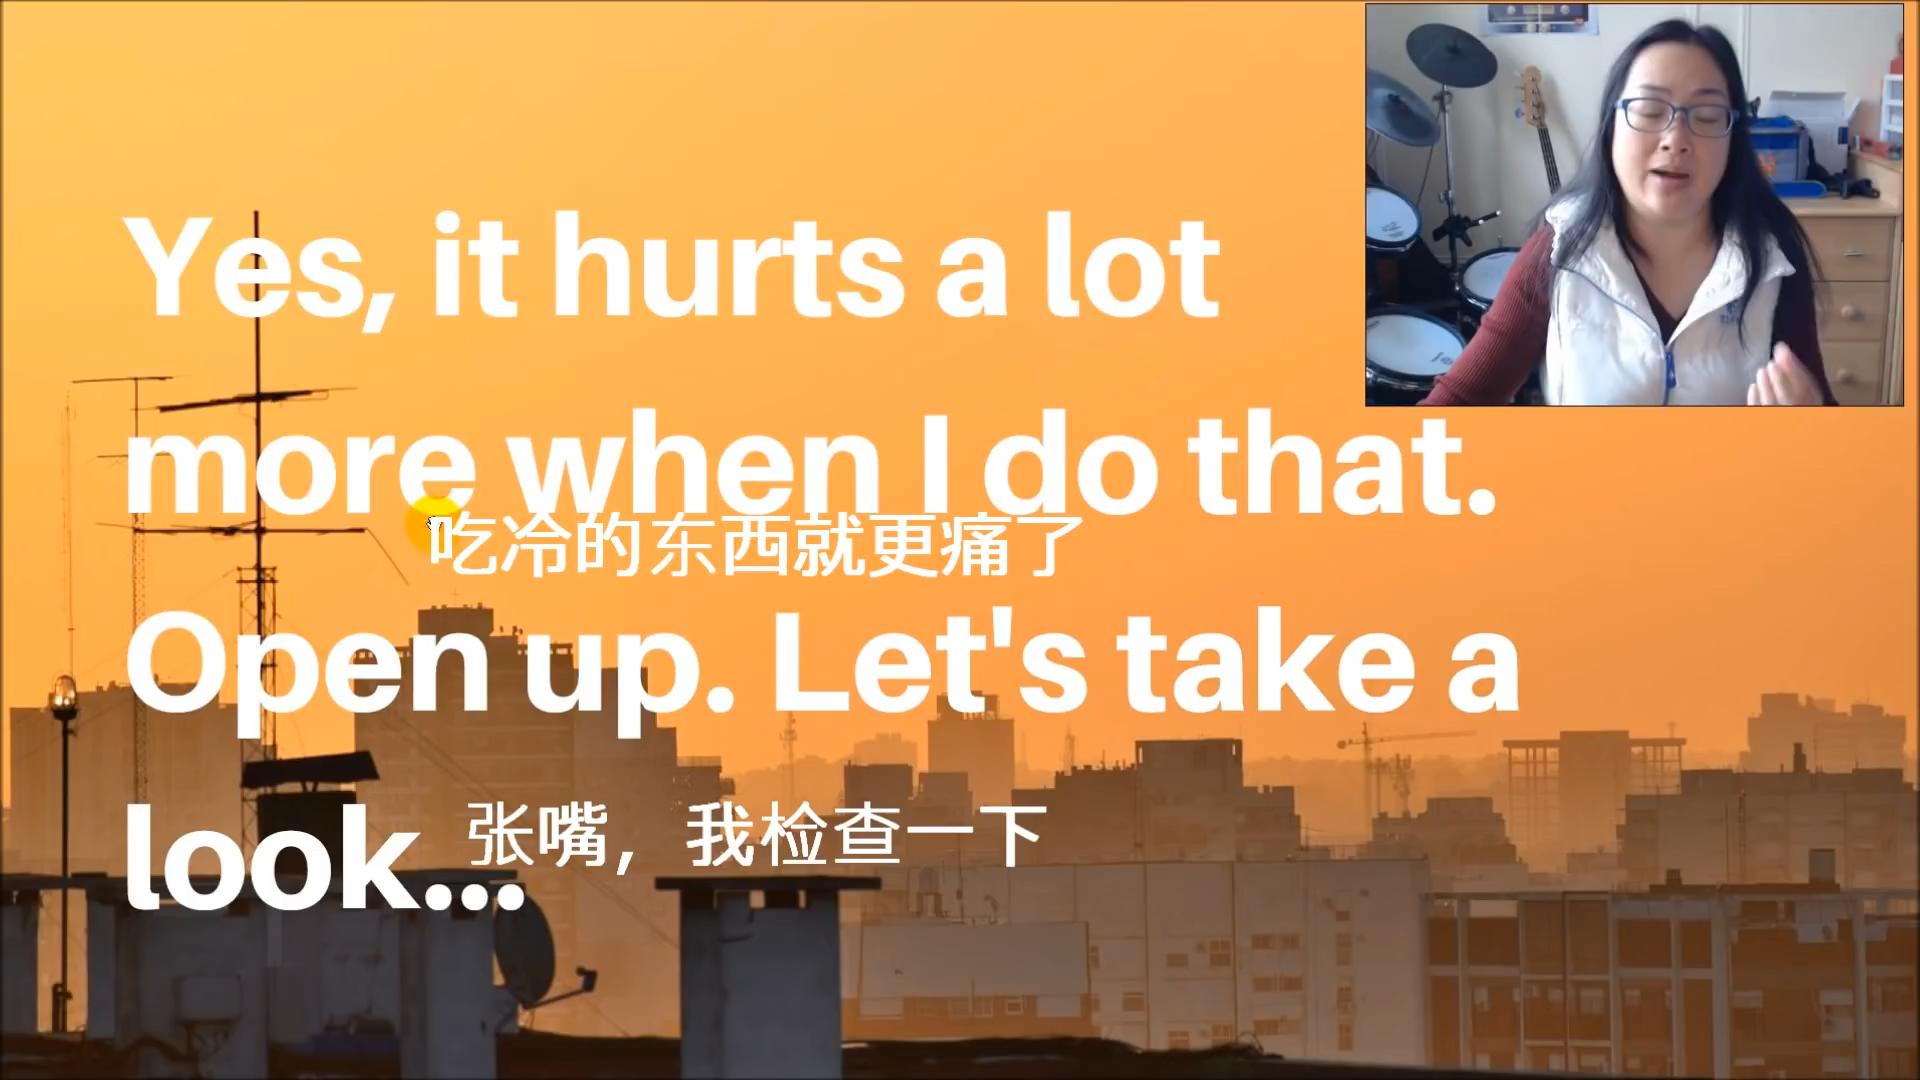 Yes, it hurts a lot
more when I do that.
吃冷的东西就更痛了
Open up. Let's take a
look...
张嘴，我检查一下